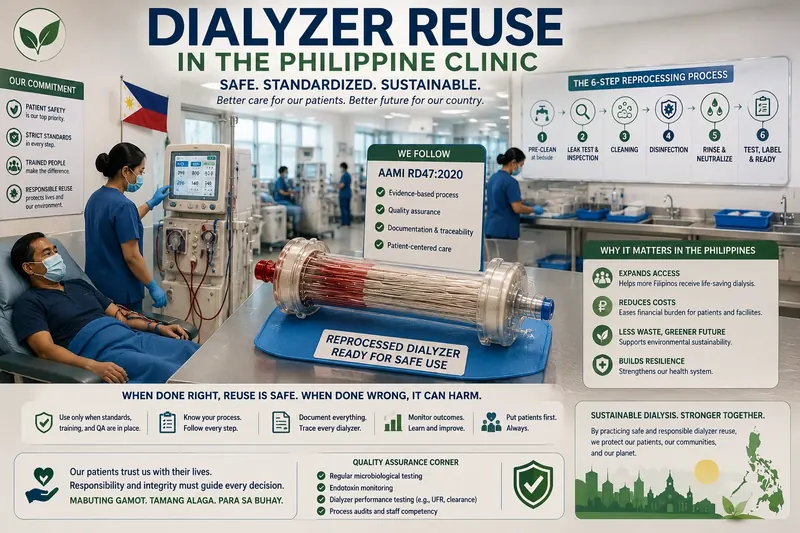 DIALYZER REUSE
IN THE PHILIPPINE CLINIC
SAFE. STANDARDIZED. SUSTAINABLE.
Better care for our patients. Better future for our country.
OUR COMMITMENT
PATIENT SAFETY
is our top priority.
STRICT STANDARDS
in every step.
TRAINED PEOPLE
make the difference.
RESPONSIBLE REUSE
protects lives and
our environment.
WE FOLLOW
AAMI RD47:2020
Evidence-based process
Quality assurance
Documentation & traceability
Patient-centered care
THE 6-STEP REPROCESSING PROCESS
1
PRE-CLEAN
at bedside
2
LEAK TEST &
INSPECTION
3
CLEANING
4
DISINFECTION
5
RINSE &
NEUTRALIZE
6
TEST, LABEL
& READY
REPROCESSED DIALYZER
READY FOR SAFE USE
WHY IT MATTERS IN THE PHILIPPINES
EXPANDS ACCESS
Helps more Filipinos receive life-saving dialysis.
REDUCES COSTS
Eases financial burden for patients and facilities.
LESS WASTE, GREENER FUTURE
Supports environmental sustainability.
BUILDS RESILIENCE
Strengthens our health system.
WHEN DONE RIGHT, REUSE IS SAFE. WHEN DONE WRONG, IT CAN HARM.
Use only when standards,
training, and QA are in place.
Know your process.
Follow every step.
Document everything.
Trace every dialyzer.
Monitor outcomes.
Learn and improve.
Put patients first.
Always.
Our patients trust us with their lives.
Responsibility and integrity must guide every decision.
MABUTING GAMOT. TAMANG ALAGA. PARA SA BUHAY.
QUALITY ASSURANCE CORNER
Regular microbiological testing
Endotoxin monitoring
Dialyzer performance testing (e.g., UFR, clearance)
Process audits and staff competency
SUSTAINABLE DIALYSIS. STRONGER TOGETHER.
By practicing safe and responsible dialyzer reuse,
we protect our patients, our communities,
and our planet.